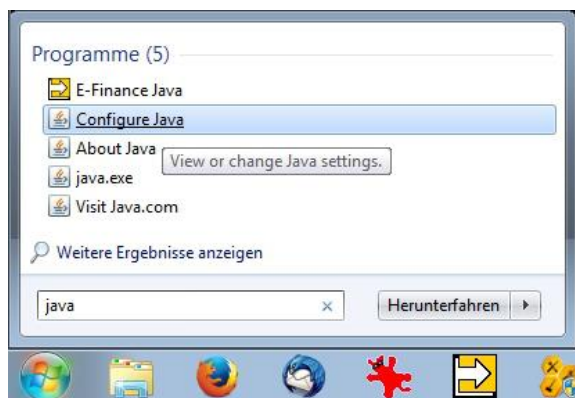 Programme (5)
E-Finance Java
Configure Java
About Java
View or change Java settings.
java.exe
Visit Java.com
Weitere Ergebnisse anzeigen
java
Herunterfahren